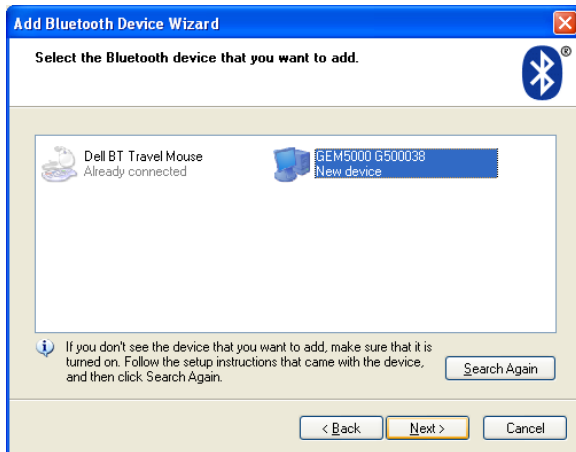 Add Bluetooth Device Wizard
Select the Bluetooth device that you want to add.
®
Dell BT Travel Mouse
Already connected
GEM5000 G500038
New device
If you don't see the device that you want to add, make sure that it is
turned on. Follow the setup instructions that came with the device,
and then click Search Again.
Search Again
< Back
Next >
Cancel